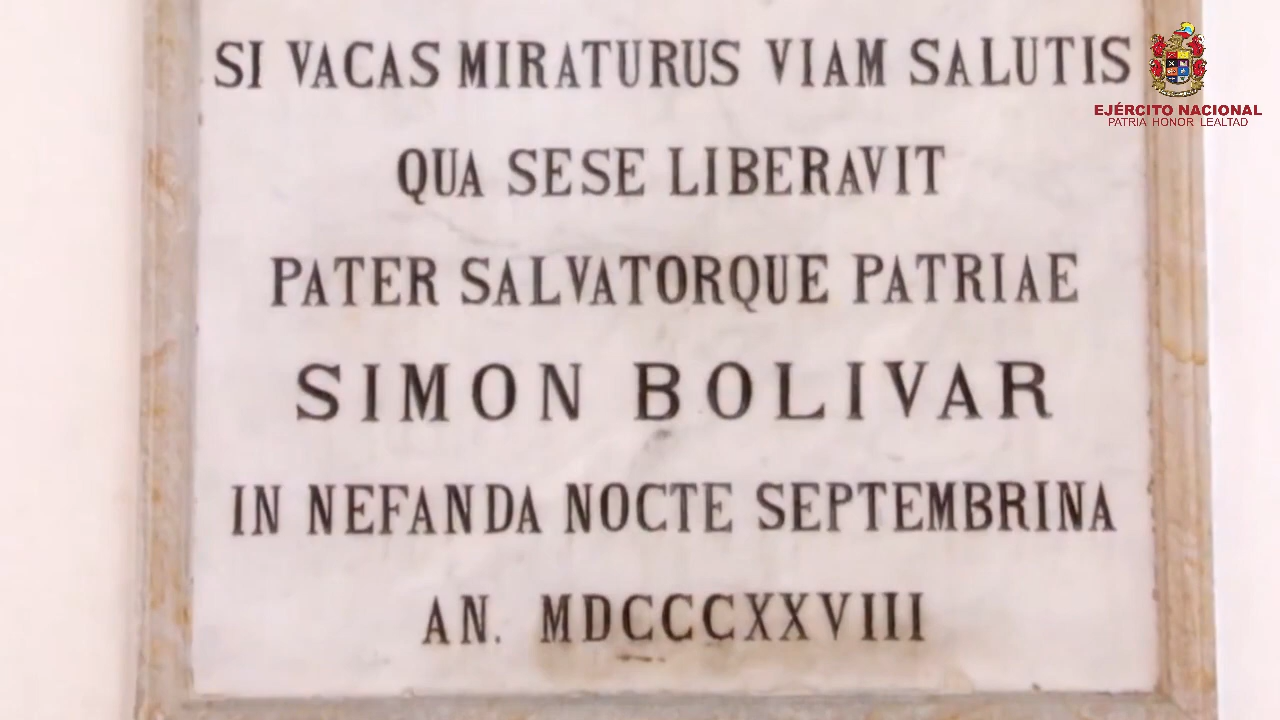 SI VACAS MIRATURUS VIAM SALUTIS
QUA SESE LIBERAVIT
PATER SALVATORQUE PATRIAE
SIMON BOLIVAR
IN NEFANDA NOCTE SEPTEMBRINA
AN. MDCCCXXVIII
EJÉRCITO NACIONAL
PATRIA HONOR LEALTAD